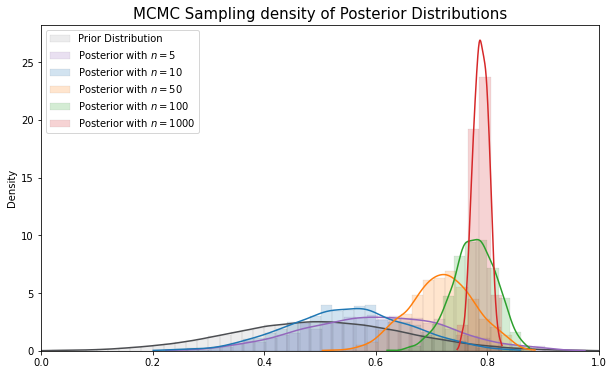 MCMC Sampling density of Posterior Distributions
Prior Distribution
Posterior with n = 5
Posterior with n = 10
Posterior with n = 50
Posterior with n = 100
Posterior with n = 1000
Density
25
20
15
10
5
0
0.0 0.2 0.4 0.6 0.8 1.0